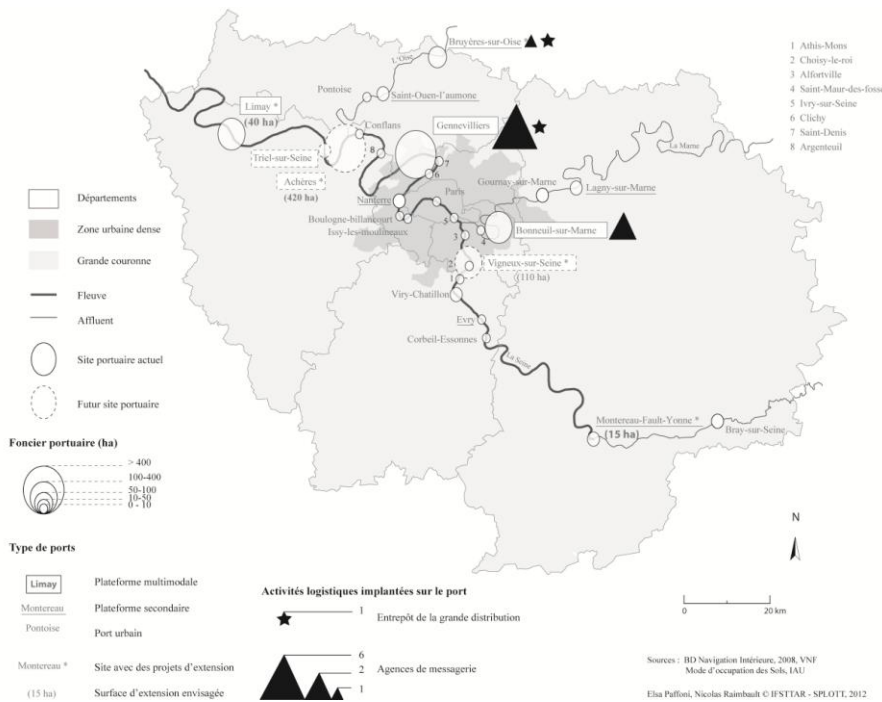 Bruyères-sur-Oise *
L'Oise
Pontoise
Saint-Ouen-l'aumone
Limay *
(40 ha)
Conflans
Gennevilliers
Triel-sur-Seine
8
7
6
Achères *
(420 ha)
La Marne
Gournay-sur-Marne
Lagny-sur-Marne
Nanterre
Paris
Boulogne-billancourt
Issy-les-moulineaux
5
3
4
Bonneuil-sur-Marne
2
Vigneux-sur-Seine *
(110 ha)
1
Viry-Chatillon
Evry
Corbeil-Essonnes
La Seine
Montereau-Fault-Yonne *
(15 ha)
Bray-sur-Seine
1 Athis-Mons
2 Choisy-le-roi
3 Alfortville
4 Saint-Maur-des-fossé
5 Ivry-sur-Seine
6 Clichy
7 Saint-Denis
8 Argenteuil
Départements
Zone urbaine dense
Grande couronne
Fleuve
Affluent
Site portuaire actuel
Futur site portuaire
Foncier portuaire (ha)
> 400
100-400
50-100
10-50
0 - 10
Type de ports
Limay Plateforme multimodale
Montereau Plateforme secondaire
Pontoise Port urbain
Montereau * Site avec des projets d'extension
(15 ha) Surface d'extension envisagée
Activités logistiques implantées sur le port
1 Entrepôt de la grande distribution
6
Agences de messagerie
2
1
N
0 20 km
Sources : BD Navigation Intérieure, 2008, VNF
Mode d'occupation des Sols, IAU
Elsa Paffoni, Nicolas Raimbault © IFSTTAR - SPLOTT, 2012